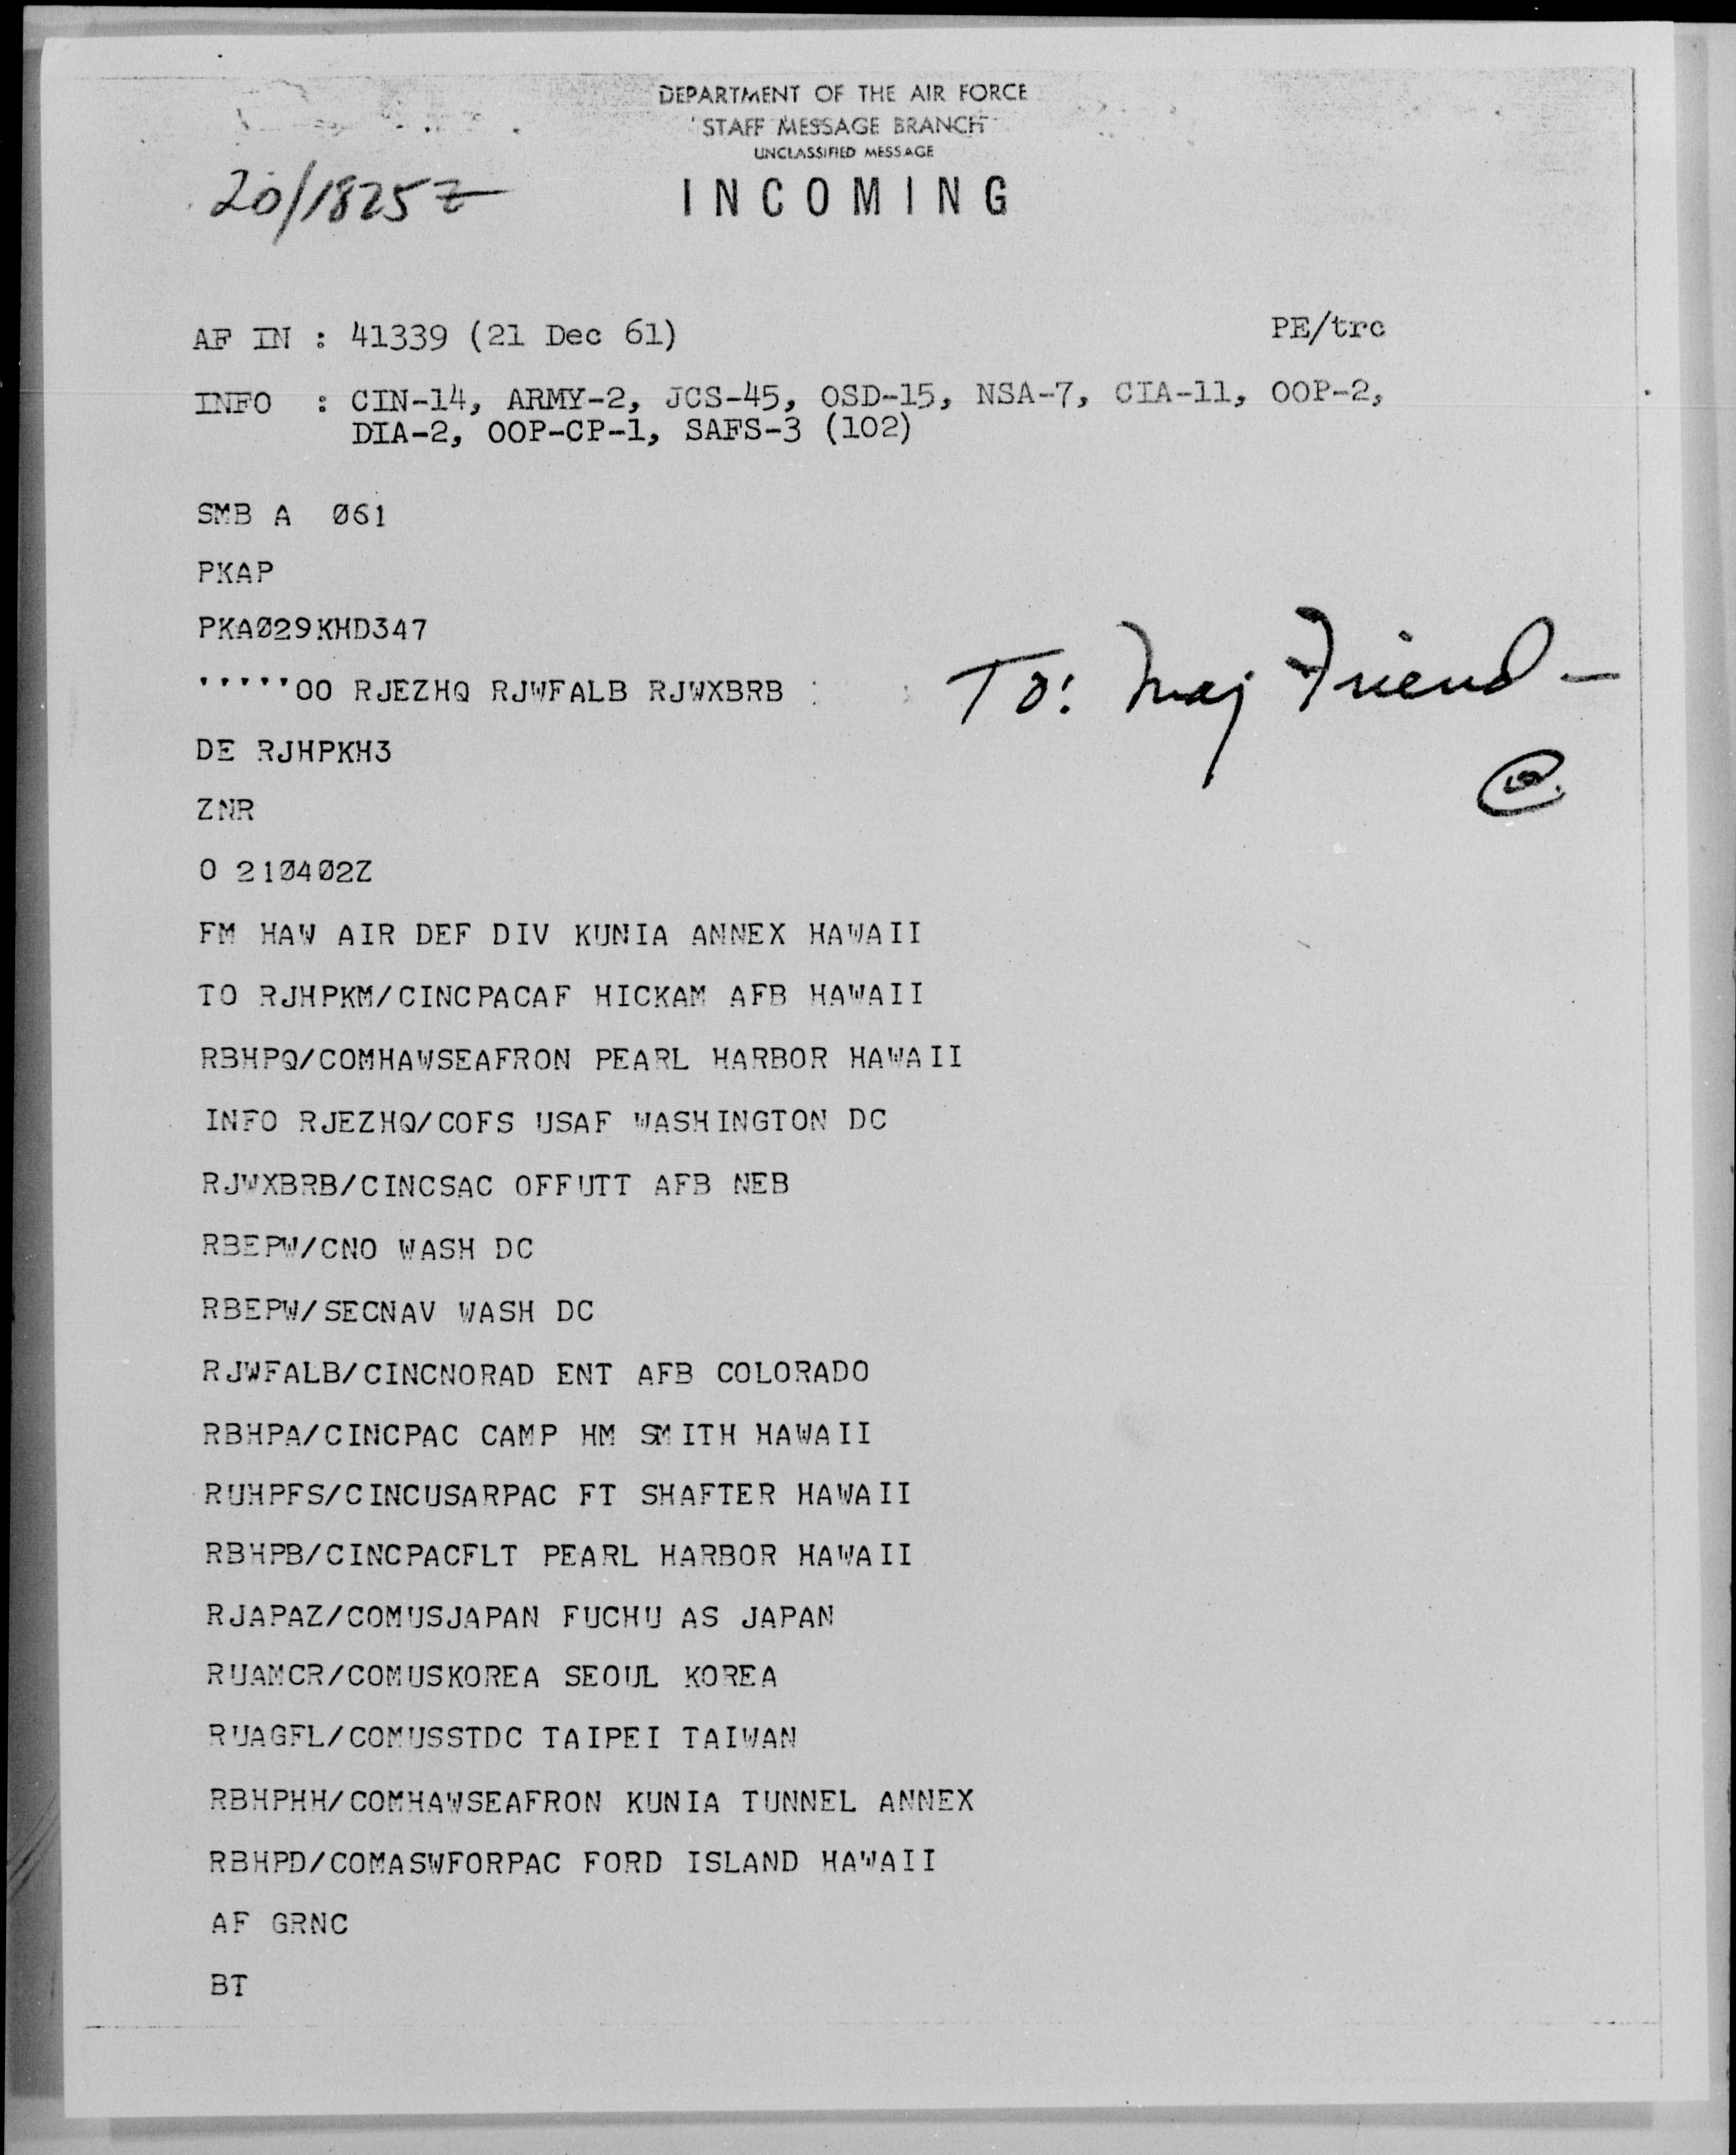 DEPARTMENT OF THE AIR FORCE
STAFF MESSAGE BRANCH
UNCLASSIFIED MESSAGE
INCOMING
20/1825Z
AF IN : 41339 (21 Dec 61) PE/trc
INFO : CIN-14, ARMY-2, JCS-45, OSD-15, NSA-7, CIA-11, OOP-2,
DIA-2, OOP-CP-1, SAFS-3 (102)
SMB A Ø61
PKAP
PKAØ29KHD347
'''''OO RJEZHQ RJWFALB RJWXBRB
To: Maj Friend -
DE RJHPKH3
ZNR
O 21Ø4Ø2Z
FM HAW AIR DEF DIV KUNIA ANNEX HAWAII
TO RJHPKM/CINCPACAF HICKAM AFB HAWAII
RBHPQ/COMHAWSEAFRON PEARL HARBOR HAWAII
INFO RJEZHQ/COFS USAF WASHINGTON DC
RJWXBRB/CINCSAC OFFUTT AFB NEB
RBEPW/CNO WASH DC
RBEPW/SECNAV WASH DC
RJWFALB/CINCNORAD ENT AFB COLORADO
RBHPA/CINCPAC CAMP HM SMITH HAWAII
RUHPFS/CINCUSARPAC FT SHAFTER HAWAII
RBHPB/CINCPACFLT PEARL HARBOR HAWAII
RJAPAZ/COMUSJAPAN FUCHU AS JAPAN
RUAMCR/COMUSKOREA SEOUL KOREA
RUAGFL/COMUSSTDC TAIPEI TAIWAN
RBHPHH/COMHAWSEAFRON KUNIA TUNNEL ANNEX
RBHPD/COMASWFORPAC FORD ISLAND HAWAII
AF GRNC
BT